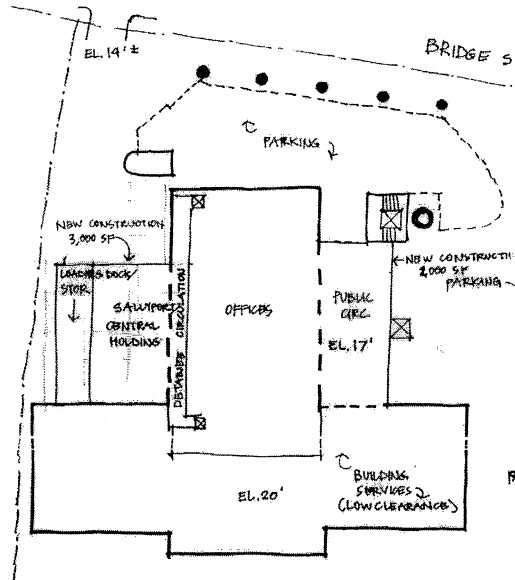 EL. 14' ±
BRIDGE S
PARKING
NEW CONSTRUCTION
3,000 SF
LOADING DOCK/
STOR.
SALLYPORT
CENTRAL
HOLDING
DETAINEE CIRCULATION
OFFICES
PUBLIC
CIRC.
EL. 17'
NEW CONSTRUCTI
2,000 SF
PARKING
EL. 20'
BUILDING
SERVICES
(LOW CLEARANCE)